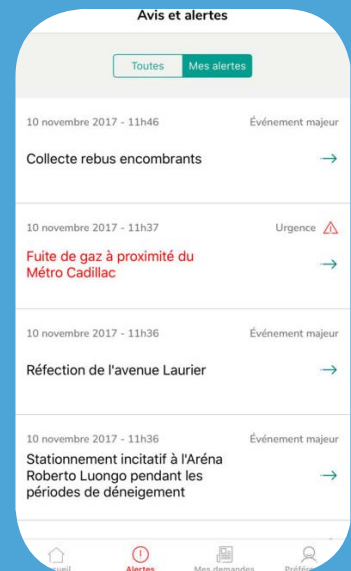 Avis et alertes
Toutes Mes alertes
10 novembre 2017 - 11h46 Événement majeur
Collecte rebus encombrants
10 novembre 2017 - 11h37 Urgence
Fuite de gaz à proximité du
Métro Cadillac
10 novembre 2017 - 11h36 Événement majeur
Réfection de l'avenue Laurier
10 novembre 2017 - 11h36 Événement majeur
Stationnement incitatif à l'Aréna
Roberto Luongo pendant les
périodes de déneigement
Alertes Mes demandes